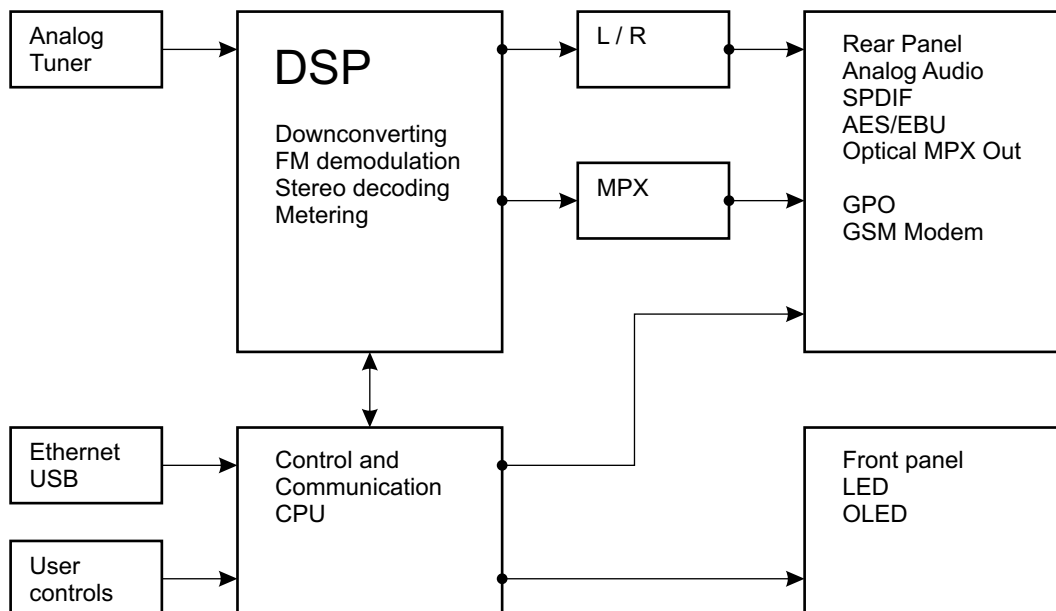 Analog
Tuner
DSP
Downconverting
FM demodulation
Stereo decoding
Metering
L / R
MPX
Rear Panel
Analog Audio
SPDIF
AES/EBU
Optical MPX Out
GPO
GSM Modem
Ethernet
USB
User
controls
Control and
Communication
CPU
Front panel
LED
OLED